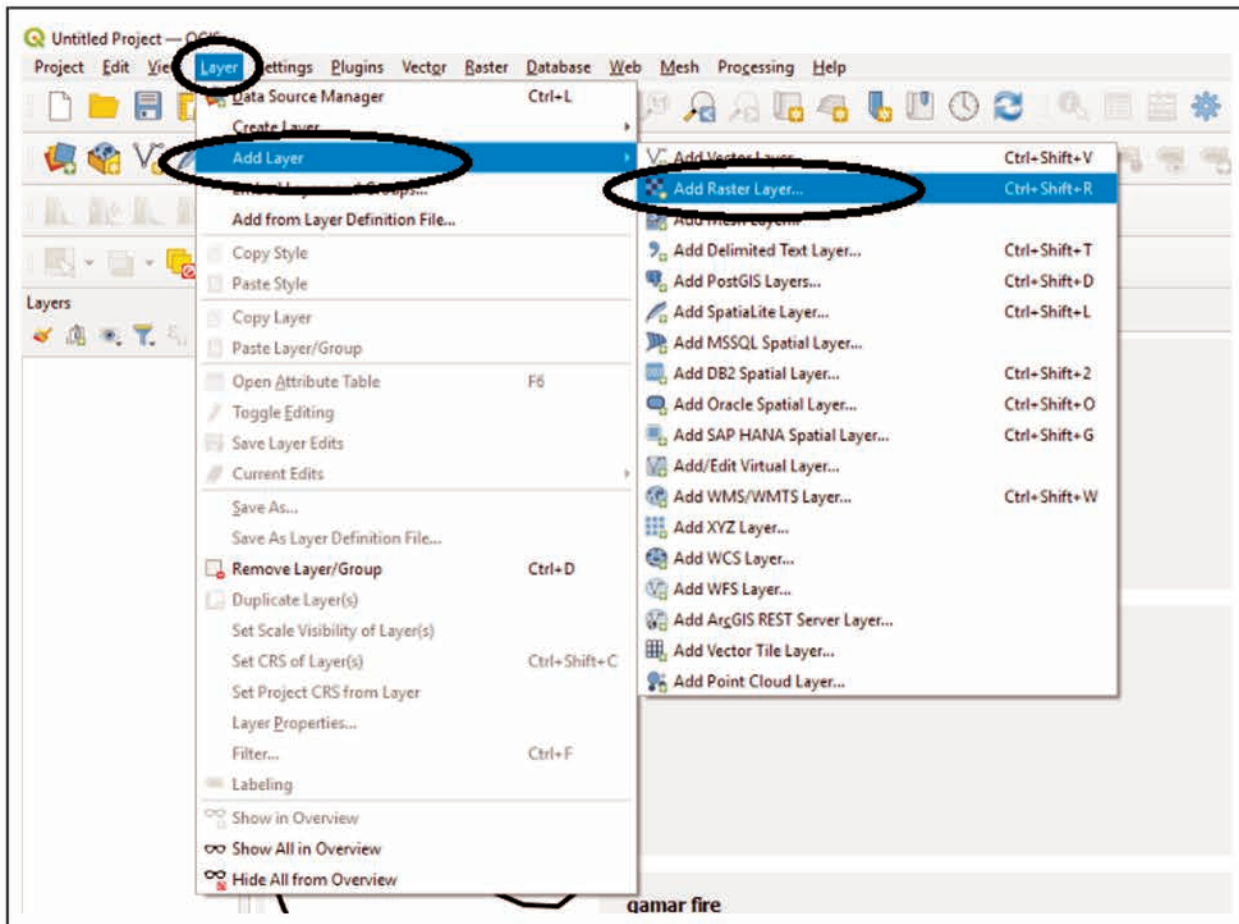 Untitled Project — QGIS
Project Edit View Layer Settings Plugins Vector Raster Database Web Mesh Processing Help
Data Source Manager Ctrl+L
Create Layer
Add Layer
Add from Layer Definition File...
Copy Style
Paste Style
Copy Layer
Paste Layer/Group
Open Attribute Table F6
Toggle Editing
Save Layer Edits
Current Edits
Save As...
Save As Layer Definition File...
Remove Layer/Group Ctrl+D
Duplicate Layer(s)
Set Scale Visibility of Layer(s)
Set CRS of Layer(s) Ctrl+Shift+C
Set Project CRS from Layer
Layer Properties...
Filter... Ctrl+F
Labeling
Show in Overview
Show All in Overview
Hide All from Overview
Add Vector Layer... Ctrl+Shift+V
Add Raster Layer... Ctrl+Shift+R
Add Mesh Layer...
Add Delimited Text Layer... Ctrl+Shift+T
Add PostGIS Layers... Ctrl+Shift+D
Add SpatiaLite Layer... Ctrl+Shift+L
Add MSSQL Spatial Layer...
Add DB2 Spatial Layer... Ctrl+Shift+2
Add Oracle Spatial Layer... Ctrl+Shift+O
Add SAP HANA Spatial Layer... Ctrl+Shift+G
Add/Edit Virtual Layer...
Add WMS/WMTS Layer... Ctrl+Shift+W
Add XYZ Layer...
Add WCS Layer...
Add WFS Layer...
Add ArcGIS REST Server Layer...
Add Vector Tile Layer...
Add Point Cloud Layer...
Layers
gamar fire